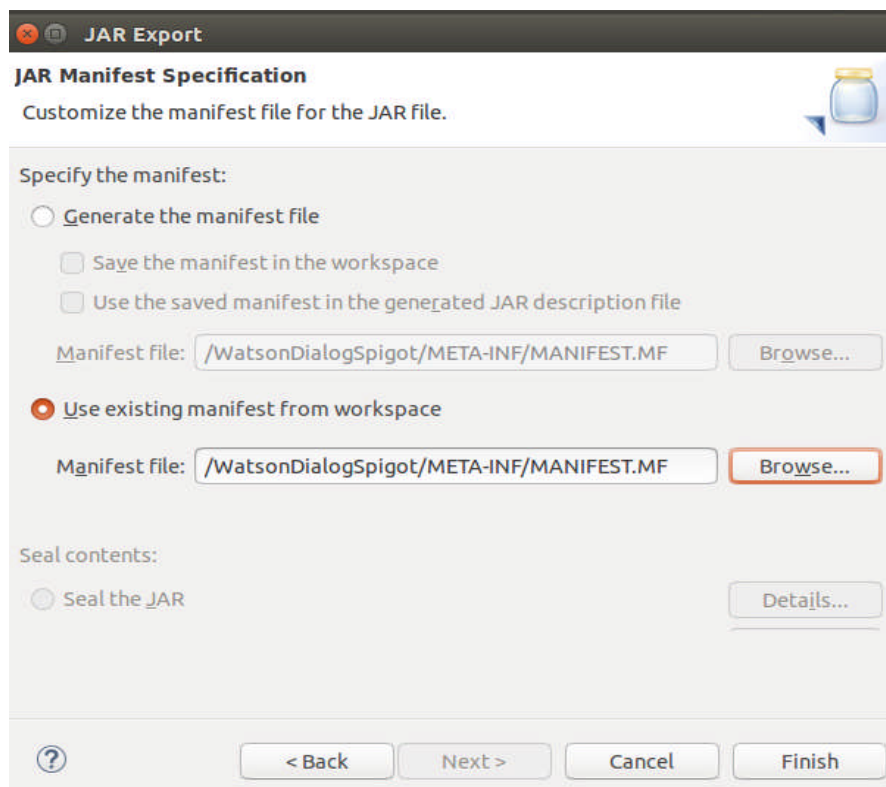 JAR Export
JAR Manifest Specification
Customize the manifest file for the JAR file.
Specify the manifest:
Generate the manifest file
Save the manifest in the workspace
Use the saved manifest in the generated JAR description file
Manifest file: /WatsonDialogSpigot/META-INF/MANIFEST.MF Browse...
Use existing manifest from workspace
Manifest file: /WatsonDialogSpigot/META-INF/MANIFEST.MF Browse...
Seal contents:
Seal the JAR Details...
? < Back Next > Cancel Finish